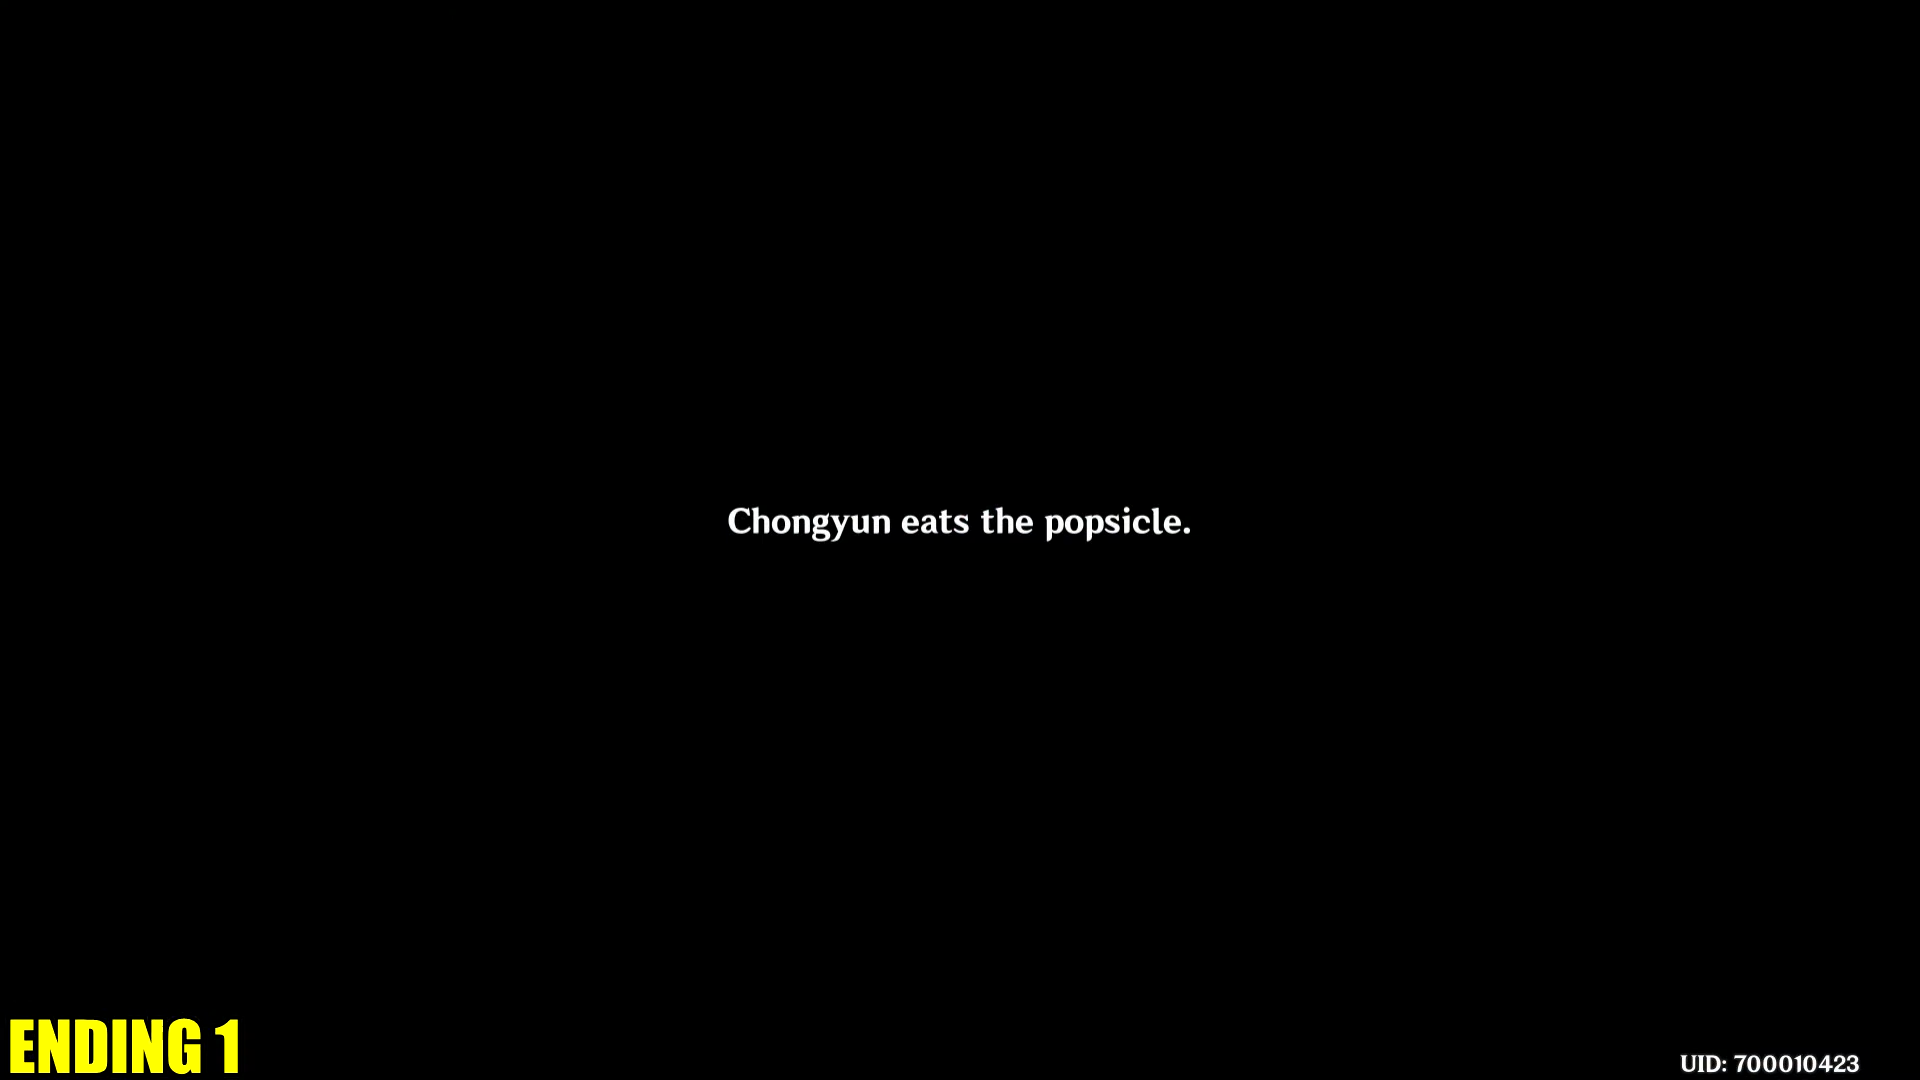 Chongyun eats the popsicle.
ENDING 1
UID: 700010423